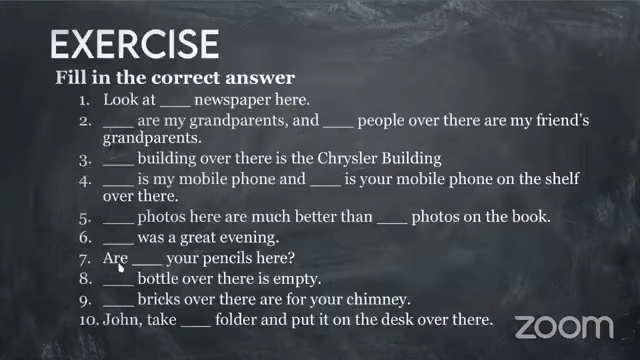 EXERCISE
Fill in the correct answer
1. Look at ___ newspaper here.
2. ___ are my grandparents, and ___ people over there are my friend's
grandparents.
3. ___ building over there is the Chrysler Building
4. ___ is my mobile phone and ___ is your mobile phone on the shelf
over there.
5. ___ photos here are much better than ___ photos on the book.
6. ___ was a great evening.
7. Are ___ your pencils here?
8. ___ bottle over there is empty.
9. ___ bricks over there are for your chimney.
10. John, take ___ folder and put it on the desk over there.
zoom